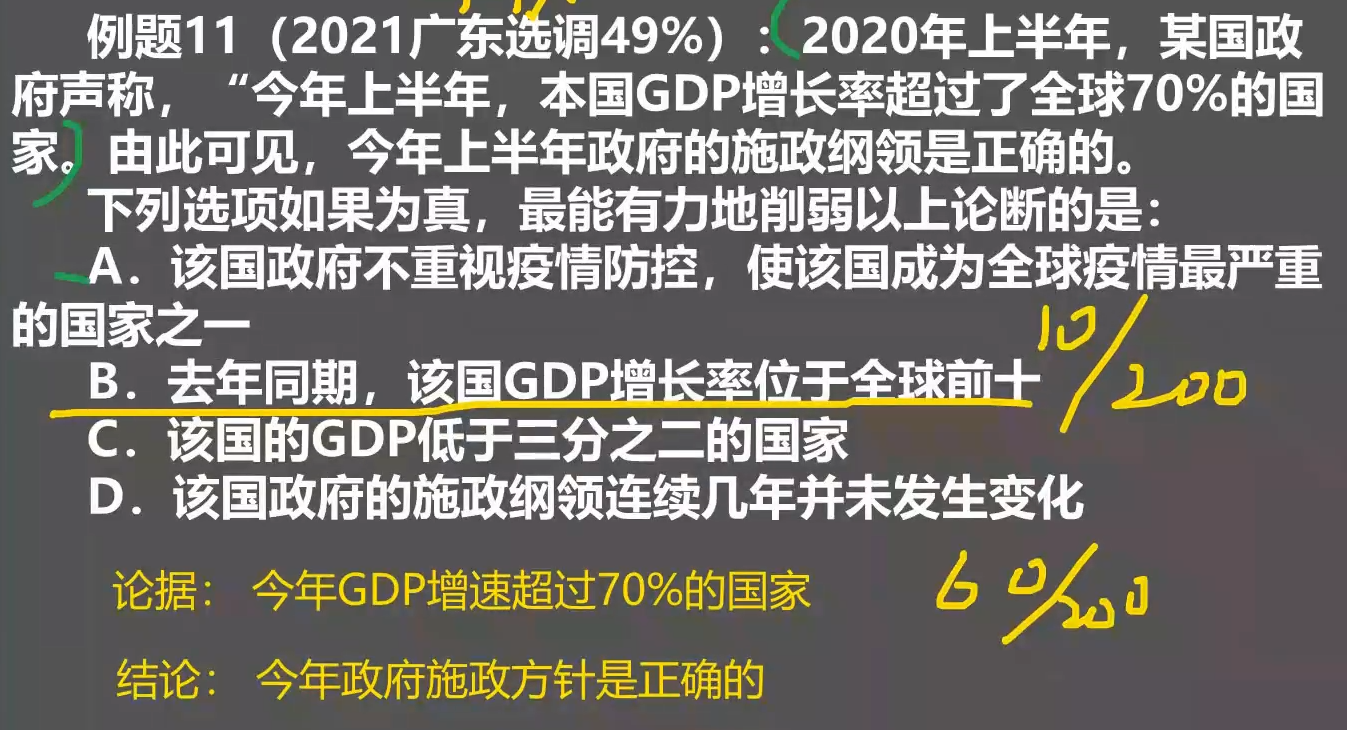 例题11（2021广东选调49%）：2020年上半年，某国政
府声称，“今年上半年，本国GDP增长率超过了全球70%的国
家。由此可见，今年上半年政府的施政纲领是正确的。
下列选项如果为真，最能有力地削弱以上论断的是：
A．该国政府不重视疫情防控，使该国成为全球疫情最严重
的国家之一
B．去年同期，该国GDP增长率位于全球前十
10/200
C．该国的GDP低于三分之二的国家
D．该国政府的施政纲领连续几年并未发生变化
论据： 今年GDP增速超过70%的国家
60/200
结论： 今年政府施政方针是正确的